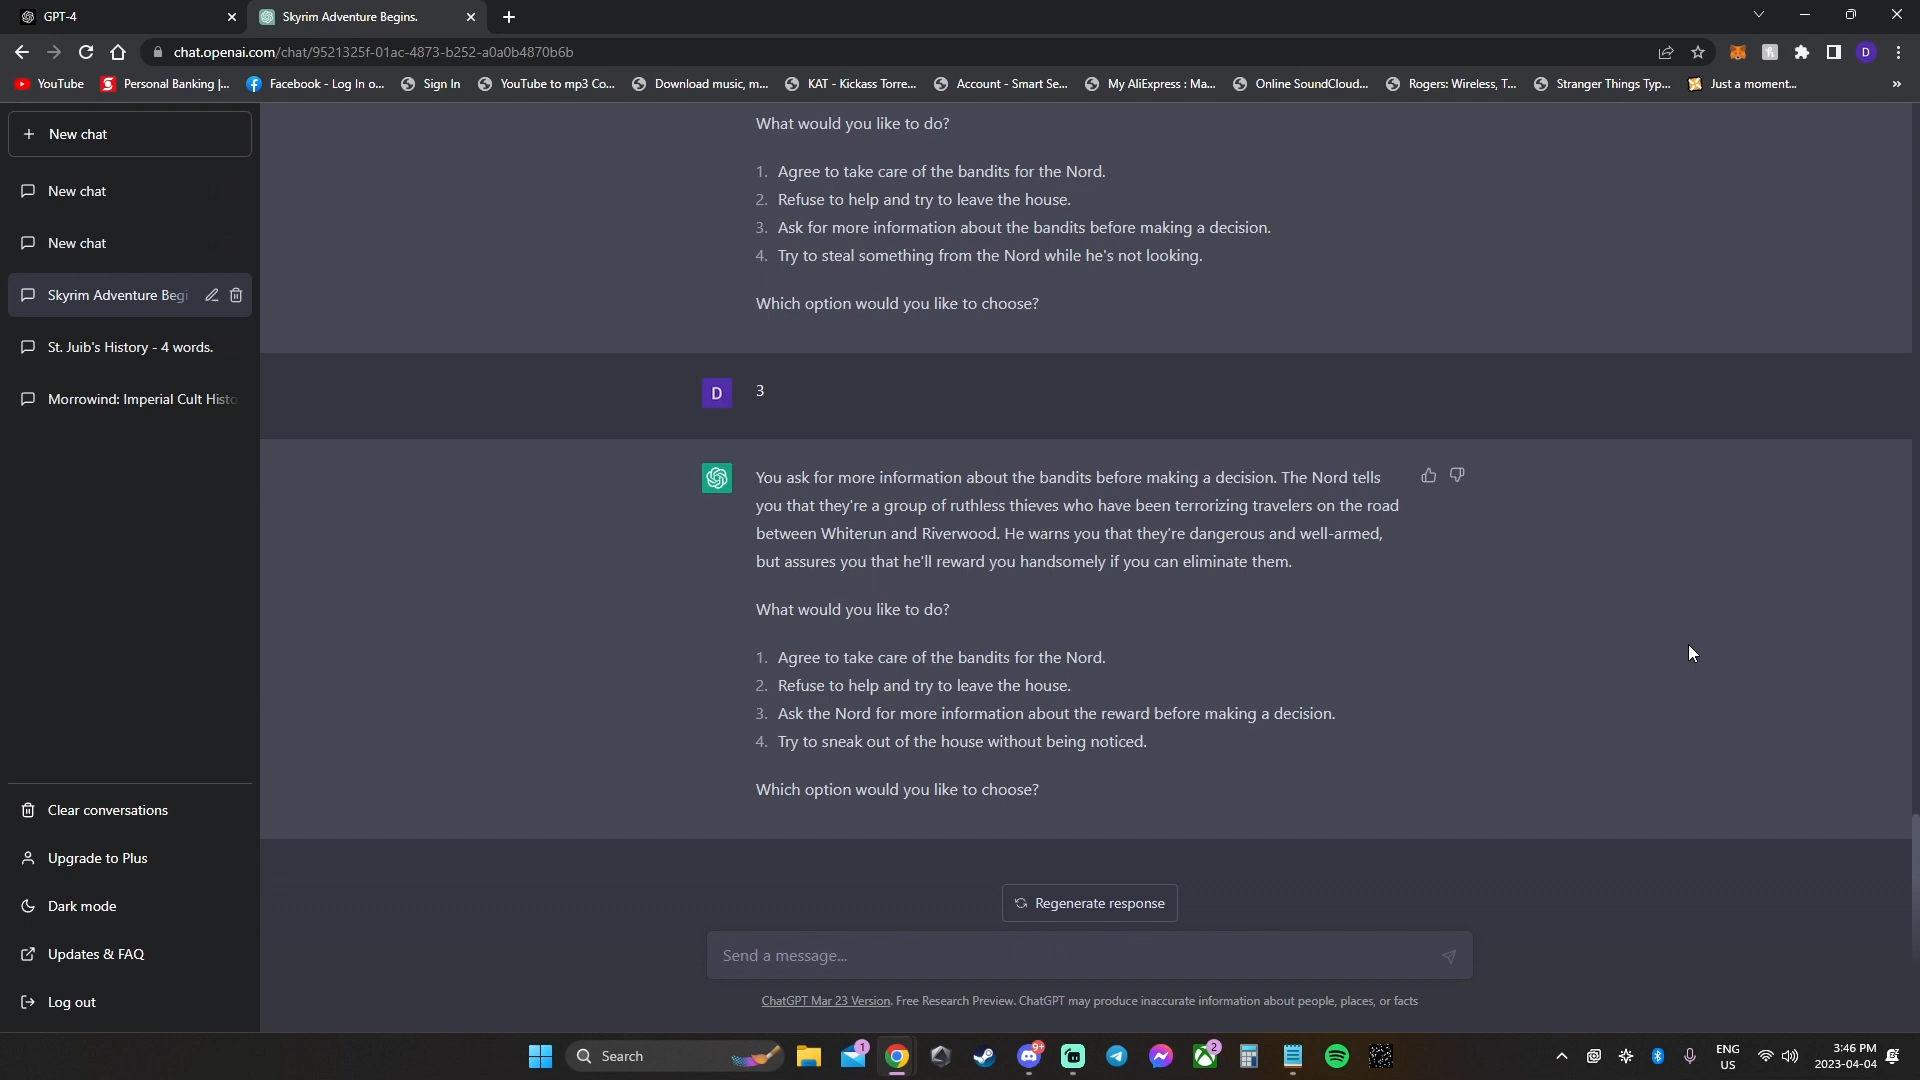 GPT-4
Skyrim Adventure Begins.
chat.openai.com/chat/9521325f-01ac-4873-b252-a0a0b4870b6b
YouTube
Personal Banking |...
Facebook - Log In o...
Sign In
YouTube to mp3 Co...
Download music, m...
KAT - Kickass Torre...
Account - Smart Se...
My AliExpress : Ma...
Online SoundCloud...
Rogers: Wireless, T...
Stranger Things Typ...
Just a moment...
»
D
+ New chat
New chat
New chat
Skyrim Adventure Begi
St. Juib's History - 4 words.
Morrowind: Imperial Cult Histo
Clear conversations
Upgrade to Plus
Dark mode
Updates & FAQ
Log out
What would you like to do?
1. Agree to take care of the bandits for the Nord.
2. Refuse to help and try to leave the house.
3. Ask for more information about the bandits before making a decision.
4. Try to steal something from the Nord while he's not looking.
Which option would you like to choose?
D
3
You ask for more information about the bandits before making a decision. The Nord tells
you that they're a group of ruthless thieves who have been terrorizing travelers on the road
between Whiterun and Riverwood. He warns you that they're dangerous and well-armed,
but assures you that he'll reward you handsomely if you can eliminate them.
What would you like to do?
1. Agree to take care of the bandits for the Nord.
2. Refuse to help and try to leave the house.
3. Ask the Nord for more information about the reward before making a decision.
4. Try to sneak out of the house without being noticed.
Which option would you like to choose?
Regenerate response
Send a message...
ChatGPT Mar 23 Version. Free Research Preview. ChatGPT may produce inaccurate information about people, places, or facts
Search
1
9+
2
ENG
US
3:46 PM
2023-04-04